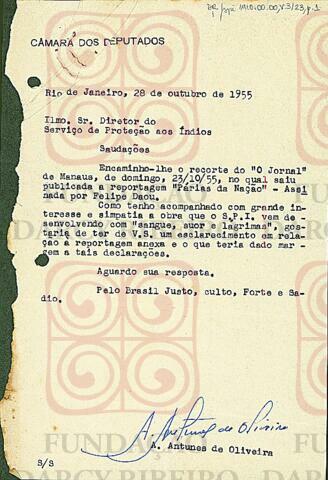 CÂMARA DOS DEPUTADOS
Rio de Janeiro, 28 de outubro de 1955
Ilmo. Sr. Diretor do
Serviço de Proteção aos Índios
Saudações
Encaminho-lhe o recorte do "O Jornal"
de Manaus, de domingo, 23/10/55, no qual saiu
publicada a reportagem "Párias da Nação" - Assi
nada por Felipe Daou.
Como tenho acompanhado com grande in
teresse e simpatia a obra que o S.P.I. vem de-
senvolvendo com "sangue, suor e lagrimas", gos-
taria de ter de V.S. um esclarecimento em rela-
ção à reportagem anexa e o que teria dado mar-
gem a tais declarações.
Aguardo sua resposta.
Pelo Brasil Justo, culto, Forte e Sa-
dio.
A. Antunes de Oliveira
A. Antunes de Oliveira
S/S
FUNDAÇÃO
DARCY RIBEIRO